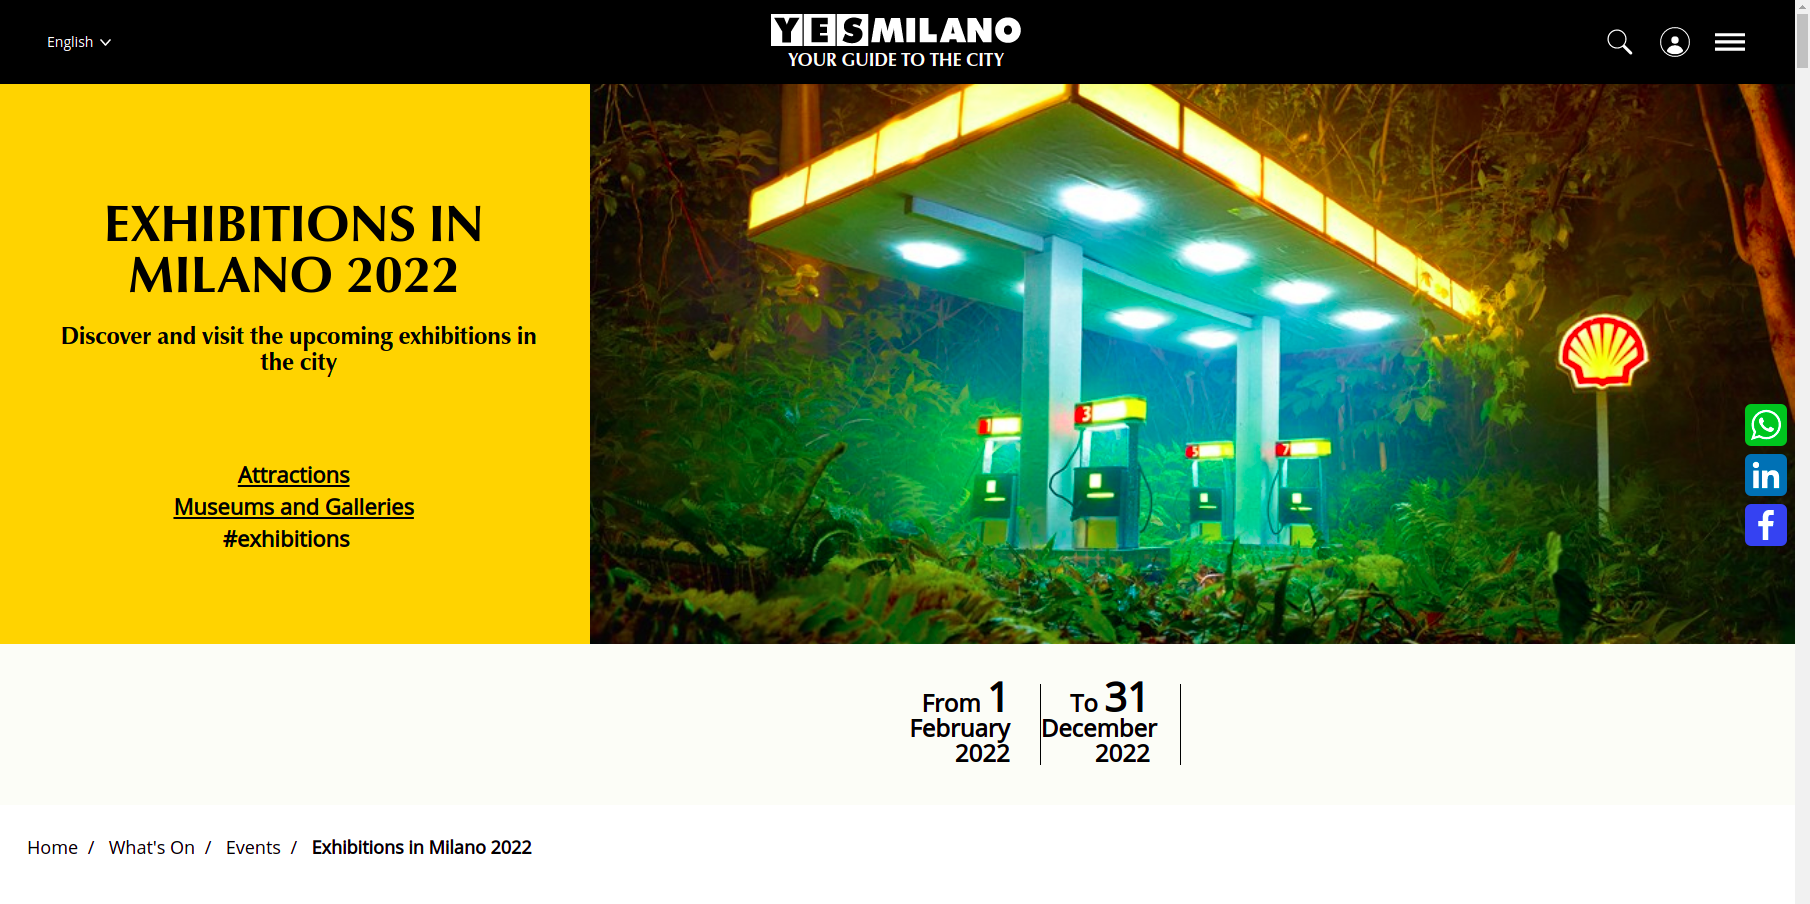 English
YESMILANO
YOUR GUIDE TO THE CITY
EXHIBITIONS IN
MILANO 2022
Discover and visit the upcoming exhibitions in
the city
Attractions
Museums and Galleries
#exhibitions
1
3
5
7
in
f
From 1
February
2022
To 31
December
2022
Home / What's On / Events / Exhibitions in Milano 2022